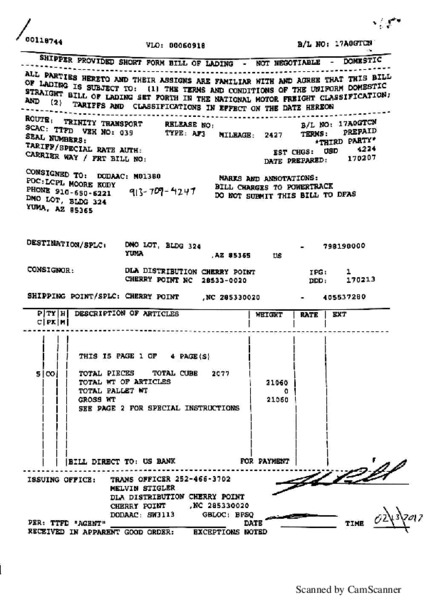 00118744 VLO: 00060918 B/L NO: 17A0GTCN
SHIPPER PROVIDED SHORT FORM BILL OF LADING - NOT NEGOTIABLE - DOMESTIC
ALL PARTIES HERETO AND THEIR ASSIGNS ARE FAMILIAR WITH AND AGREE THAT THIS BILL
OF LADING IS SUBJECT TO: (1) THE TERMS AND CONDITIONS OF THE UNIFORM DOMESTIC
STRAIGHT BILL OF LADING SET FORTH IN THE NATIONAL MOTOR FREIGHT CLASSIFICATION;
AND (2) TARIFFS AND CLASSIFICATIONS IN EFFECT ON THE DATE HEREON
ROUTE: TRINITY TRANSPORT RELEASE NO: B/L NO: 17A0GTCN
SCAC: TTFD VEH NO: 039 TYPE: AF3 MILEAGE: 2427 TERMS: PREPAID
SEAL NUMBERS: *THIRD PARTY*
TARIFF/SPECIAL RATE AUTH: EST CHGS: USD 4224
CARRIER WAY / FRT BILL NO: DATE PREPARED: 170207
CONSIGNED TO: DODAAC: M01380 MARKS AND ANNOTATIONS:
POC:LCPL MOORE KODY BILL CHARGES TO POWERTRACK
PHONE 910-650-6221 913-709-4247 DO NOT SUBMIT THIS BILL TO DFAS
DMO LOT, BLDG 324
YUMA, AZ 85365
DESTINATION/SPLC: DMO LOT, BLDG 324 - 798190000
YUMA ,AZ 85365 US
CONSIGNOR: DLA DISTRIBUTION CHERRY POINT IPG: 1
CHERRY POINT NC 28533-0020 DDD: 170213
SHIPPING POINT/SPLC: CHERRY POINT ,NC 285330020 - 405537280
P|TY|H| DESCRIPTION OF ARTICLES WEIGHT | RATE | EXT
C|PK|M|
THIS IS PAGE 1 OF 4 PAGE(S)
5|CO| TOTAL PIECES TOTAL CUBE 2077
TOTAL WT OF ARTICLES 21060
TOTAL PALLET WT 0
GROSS WT 21060
SEE PAGE 2 FOR SPECIAL INSTRUCTIONS
BILL DIRECT TO: US BANK FOR PAYMENT
ISSUING OFFICE: TRANS OFFICER 252-466-3702
MELVIN STIGLER
DLA DISTRIBUTION CHERRY POINT
CHERRY POINT ,NC 285330020
DODAAC: SW3113 GBLOC: BPSQ
PER: TTFD *AGENT* DATE TIME 02/13/2017
RECEIVED IN APPARENT GOOD ORDER: EXCEPTIONS NOTED
Scanned by CamScanner